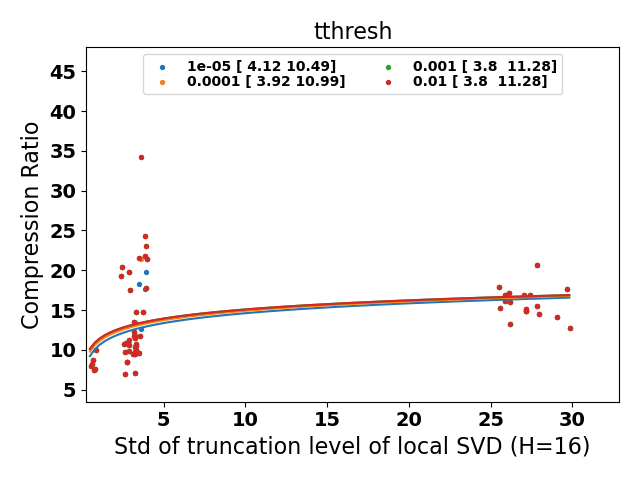 tthresh
1e-05 [ 4.12 10.49]
0.0001 [ 3.92 10.99]
0.001 [ 3.8  11.28]
0.01 [ 3.8  11.28]
Compression Ratio
45
40
35
30
25
20
15
10
5
5 10 15 20 25 30
Std of truncation level of local SVD (H=16)